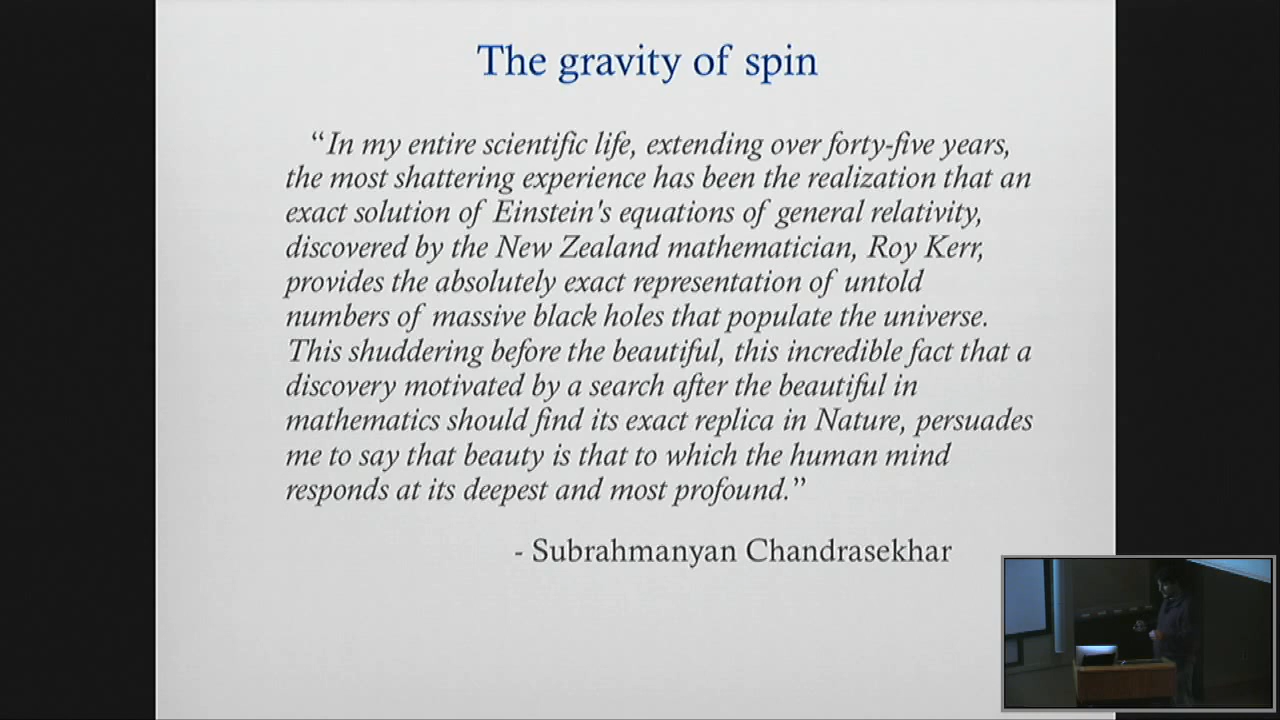 The gravity of spin
“In my entire scientific life, extending over forty-five years,
the most shattering experience has been the realization that an
exact solution of Einstein's equations of general relativity,
discovered by the New Zealand mathematician, Roy Kerr,
provides the absolutely exact representation of untold
numbers of massive black holes that populate the universe.
This shuddering before the beautiful, this incredible fact that a
discovery motivated by a search after the beautiful in
mathematics should find its exact replica in Nature, persuades
me to say that beauty is that to which the human mind
responds at its deepest and most profound.”
- Subrahmanyan Chandrasekhar